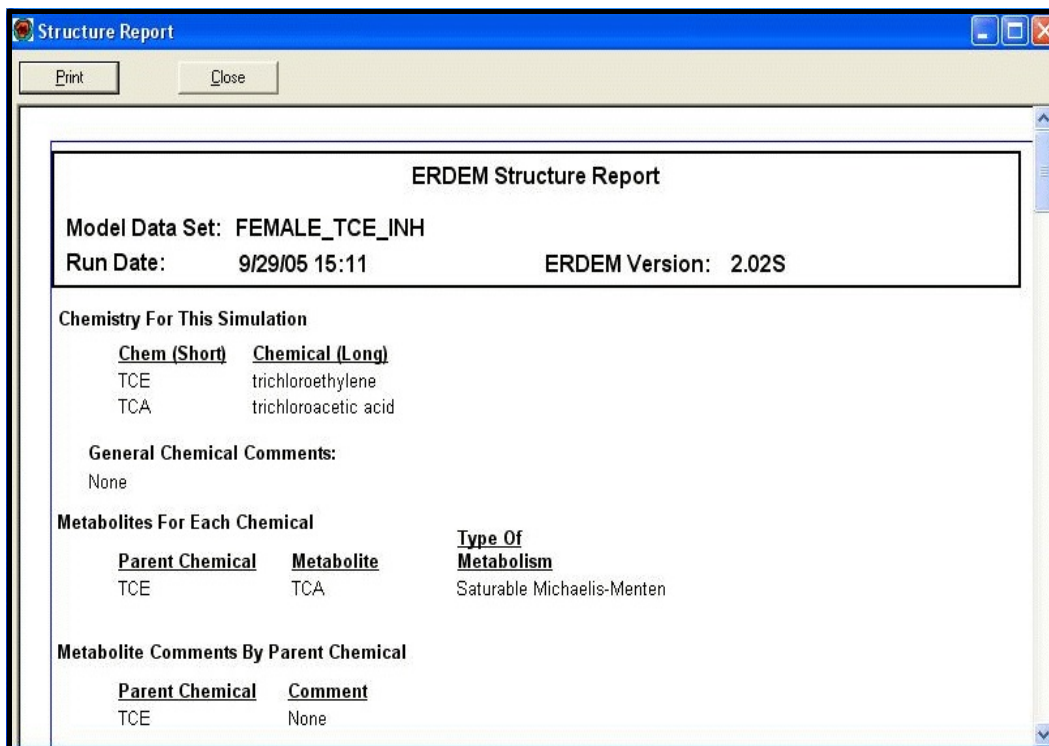 Structure Report
Print Close
ERDEM Structure Report
Model Data Set: FEMALE_TCE_INH
Run Date: 9/29/05 15:11 ERDEM Version: 2.02S
Chemistry For This Simulation
Chem (Short) Chemical (Long)
TCE trichloroethylene
TCA trichloroacetic acid
General Chemical Comments:
None
Metabolites For Each Chemical
Type Of
Parent Chemical Metabolite Metabolism
TCE TCA Saturable Michaelis-Menten
Metabolite Comments By Parent Chemical
Parent Chemical Comment
TCE None